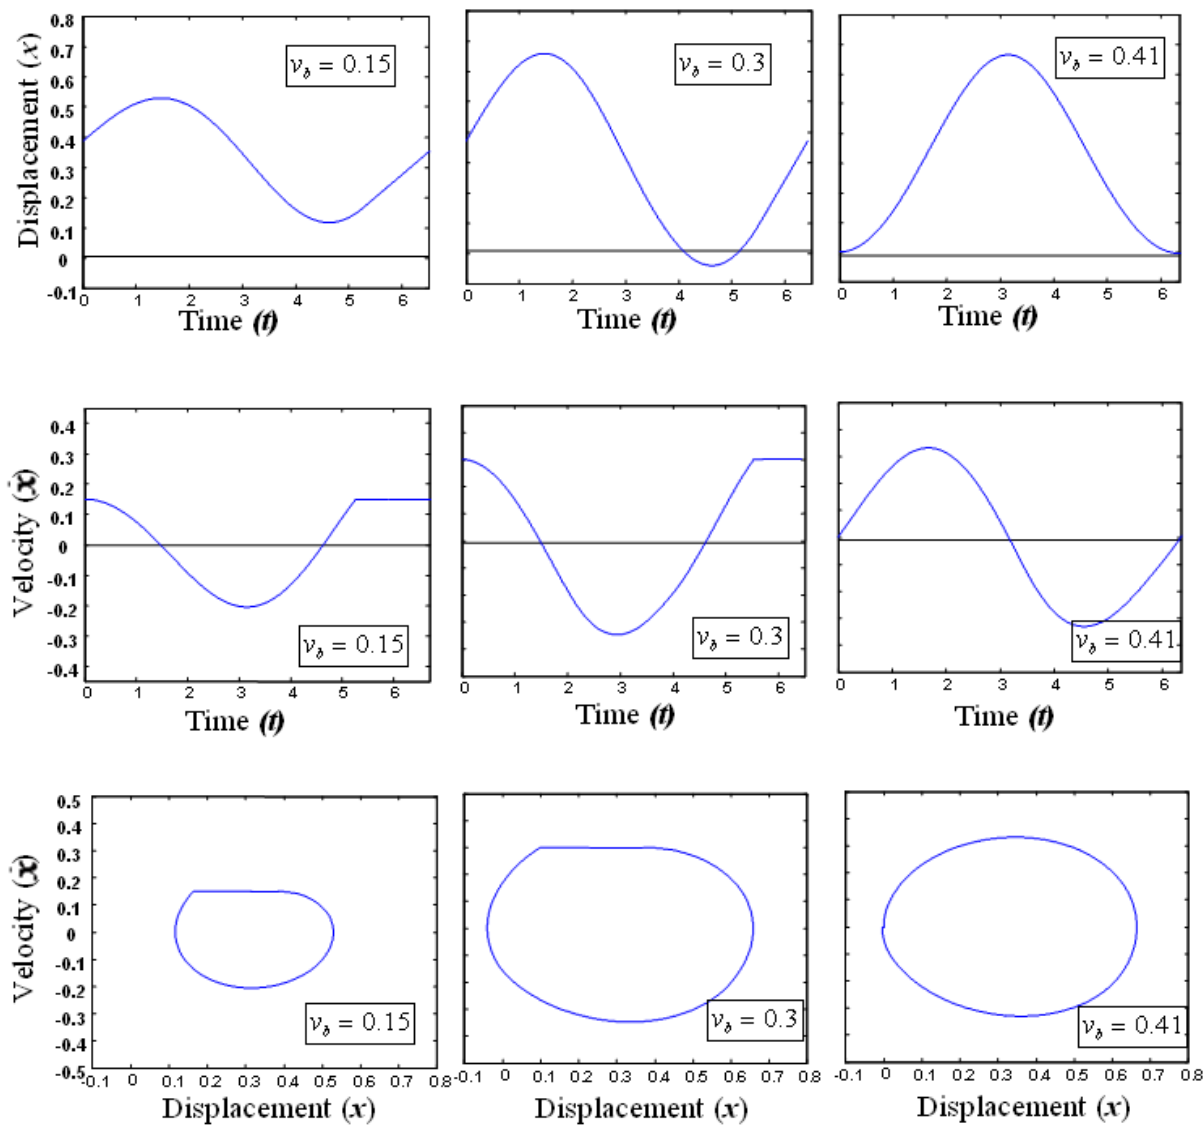 Displacement (x)
0.8
0.7
0.6
0.5
0.4
0.3
0.2
0.1
0
-0.1
v_b = 0.15
v_b = 0.3
v_b = 0.41
0 1 2 3 4 5 6
0 1 2 3 4 5 6
0 1 2 3 4 5 6
Time (t)
Time (t)
Time (t)
Velocity (ẋ)
0.4
0.3
0.2
0.1
0
-0.1
-0.2
-0.3
-0.4
v_b = 0.15
v_b = 0.3
v_b = 0.41
0 1 2 3 4 5 6
0 1 2 3 4 5 6
0 1 2 3 4 5 6
Time (t)
Time (t)
Time (t)
Velocity (ẋ)
0.5
0.4
0.3
0.2
0.1
0
-0.1
-0.2
-0.3
-0.4
-0.5
v_b = 0.15
v_b = 0.3
v_b = 0.41
-0.1 0 0.1 0.2 0.3 0.4 0.5 0.6 0.7 0.8
-0.1 0 0.1 0.2 0.3 0.4 0.5 0.6 0.7 0.8
-0.1 0 0.1 0.2 0.3 0.4 0.5 0.6 0.7 0.8
Displacement (x)
Displacement (x)
Displacement (x)